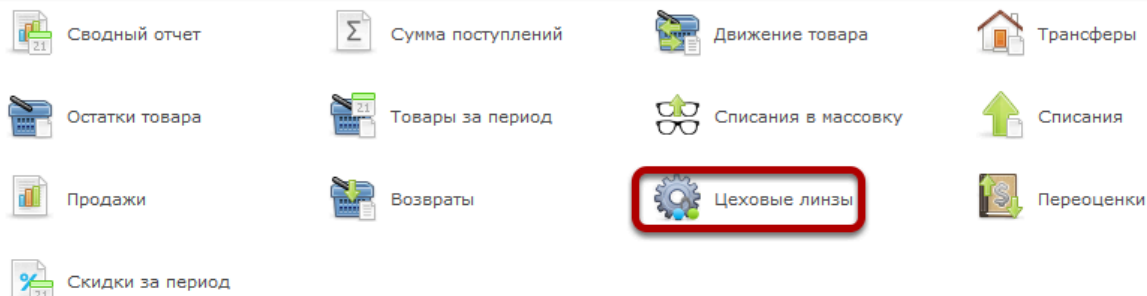 Сводный отчет
Сумма поступлений
Движение товара
Трансферы
Остатки товара
21
Товары за период
Списания в массовку
Списания
Продажи
Возвраты
Цеховые линзы
Переоценки
Скидки за период